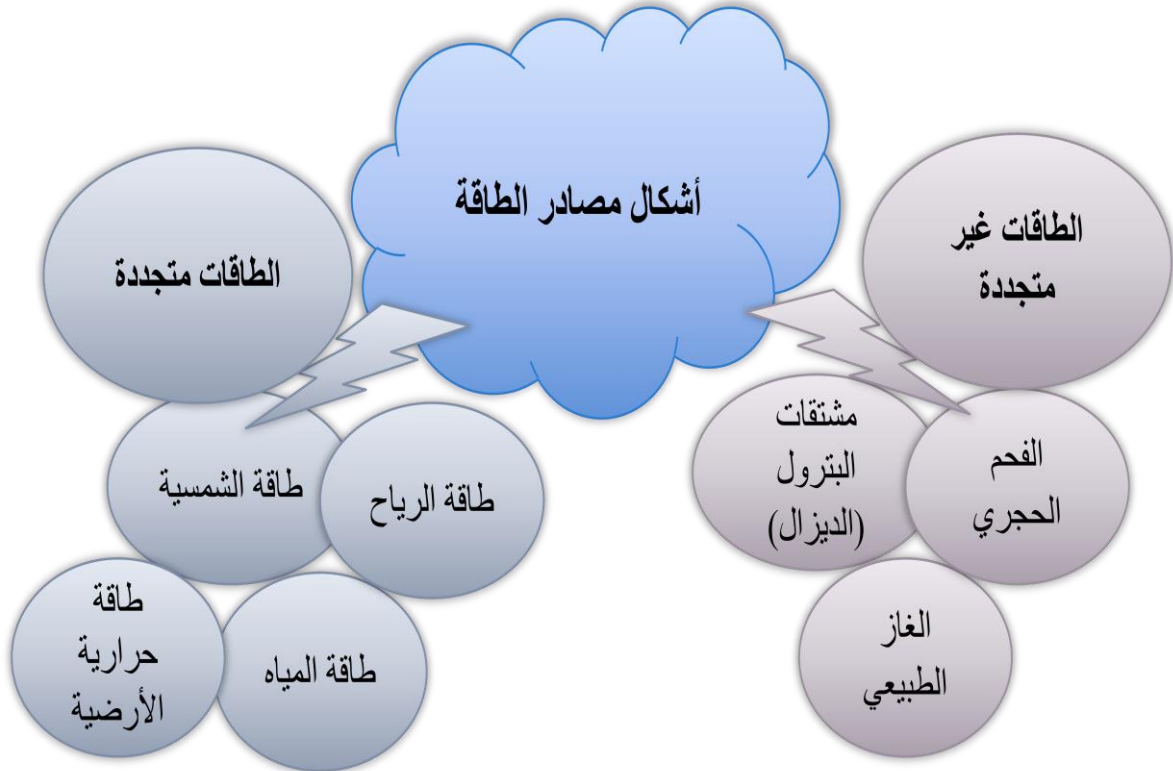 أشكال مصادر الطاقة
الطاقات غير
متجددة
الفحم
الحجري
مشتقات
البترول
(الديزال)
الغاز
الطبيعي
الطاقات متجددة
طاقة الشمسية
طاقة الرياح
طاقة المياه
طاقة
حرارية
الأرضية